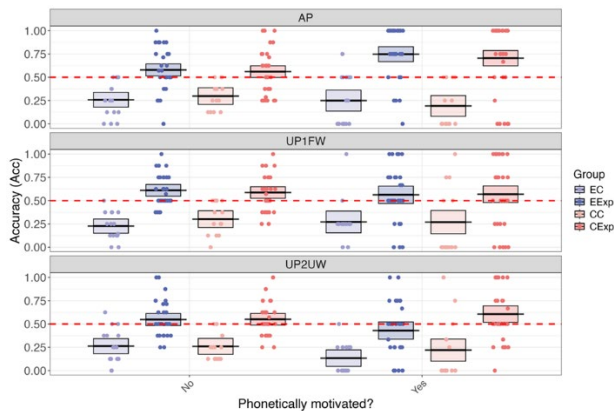 AP
1.00
0.75
0.50
0.25
0.00
UP1FW
1.00
0.75
0.50
0.25
0.00
UP2UW
1.00
0.75
0.50
0.25
0.00
Accuracy (Acc)
No
Yes
Phonetically motivated?
Group
EC
EExp
CC
CExp